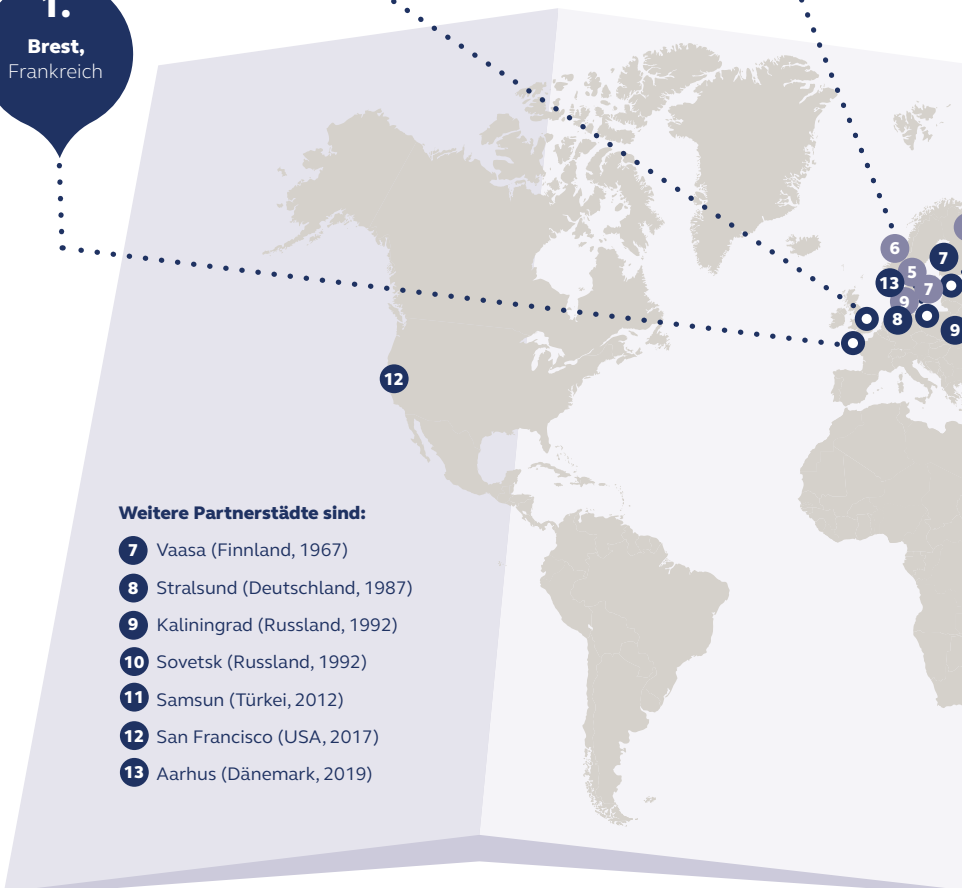 1.
Brest,
Frankreich
6
7
5
13
7
9
8
9
12
Weitere Partnerstädte sind:
7 Vaasa (Finnland, 1967)
8 Stralsund (Deutschland, 1987)
9 Kaliningrad (Russland, 1992)
10 Sovetsk (Russland, 1992)
11 Samsun (Türkei, 2012)
12 San Francisco (USA, 2017)
13 Aarhus (Dänemark, 2019)